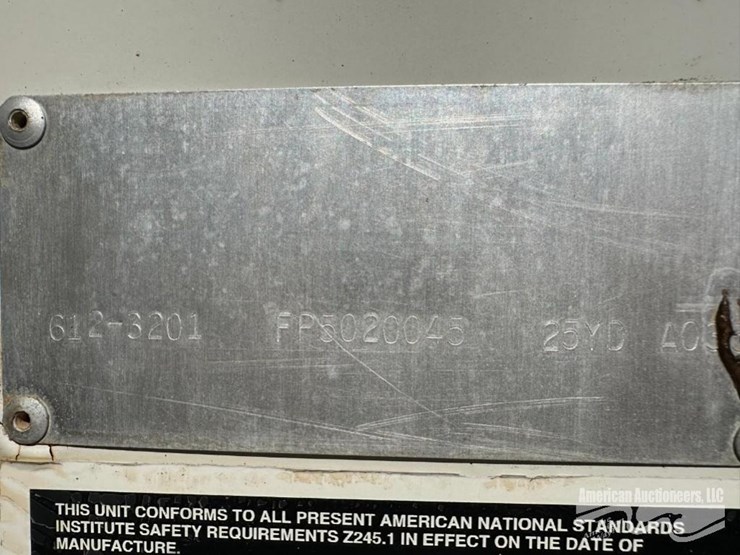 612-3201 FP5020045 25YD
American Auctioneers, LLC
THIS UNIT CONFORMS TO ALL PRESENT AMERICAN NATIONAL STANDARDS
INSTITUTE SAFETY REQUIREMENTS Z245.1 IN EFFECT ON THE DATE OF
MANUFACTURE.